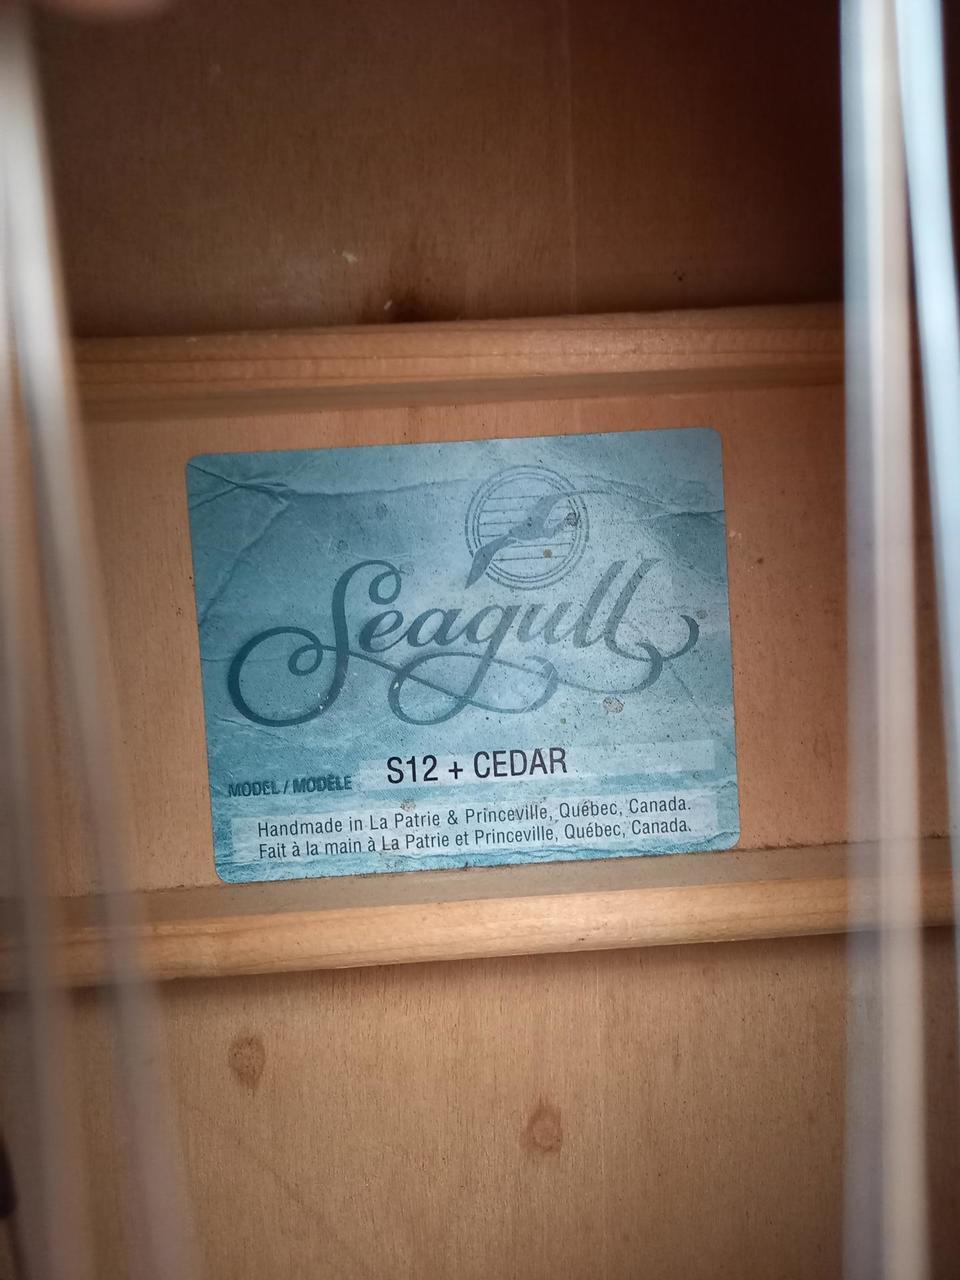 Seagull
MODEL / MODÈLE S12 + CEDAR
Handmade in La Patrie & Princeville, Québec, Canada.
Fait à la main à La Patrie et Princeville, Québec, Canada.